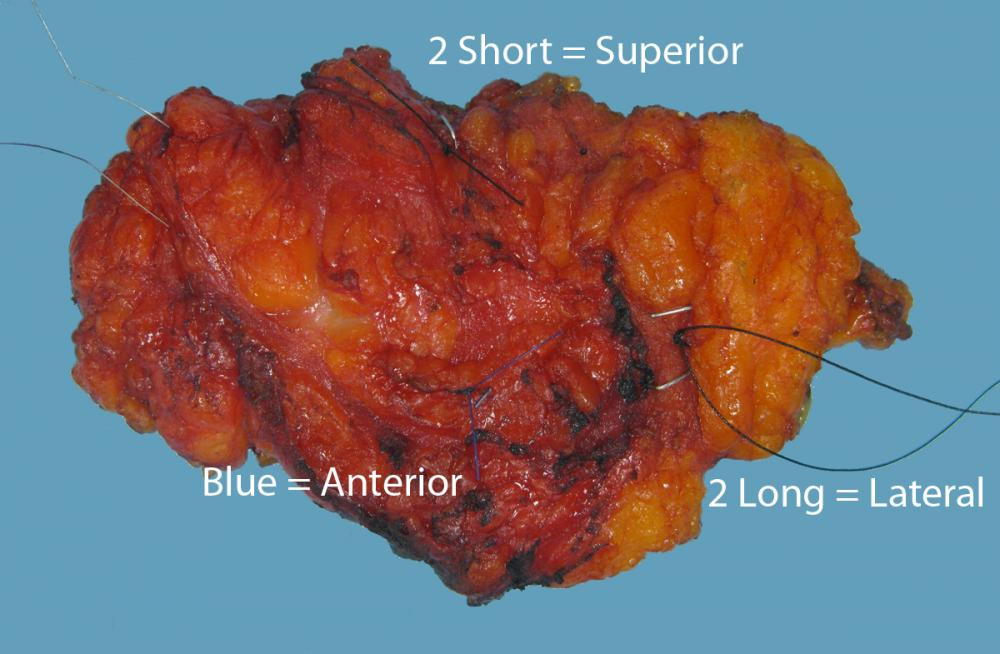 2 Short = Superior
Blue = Anterior
2 Long = Lateral